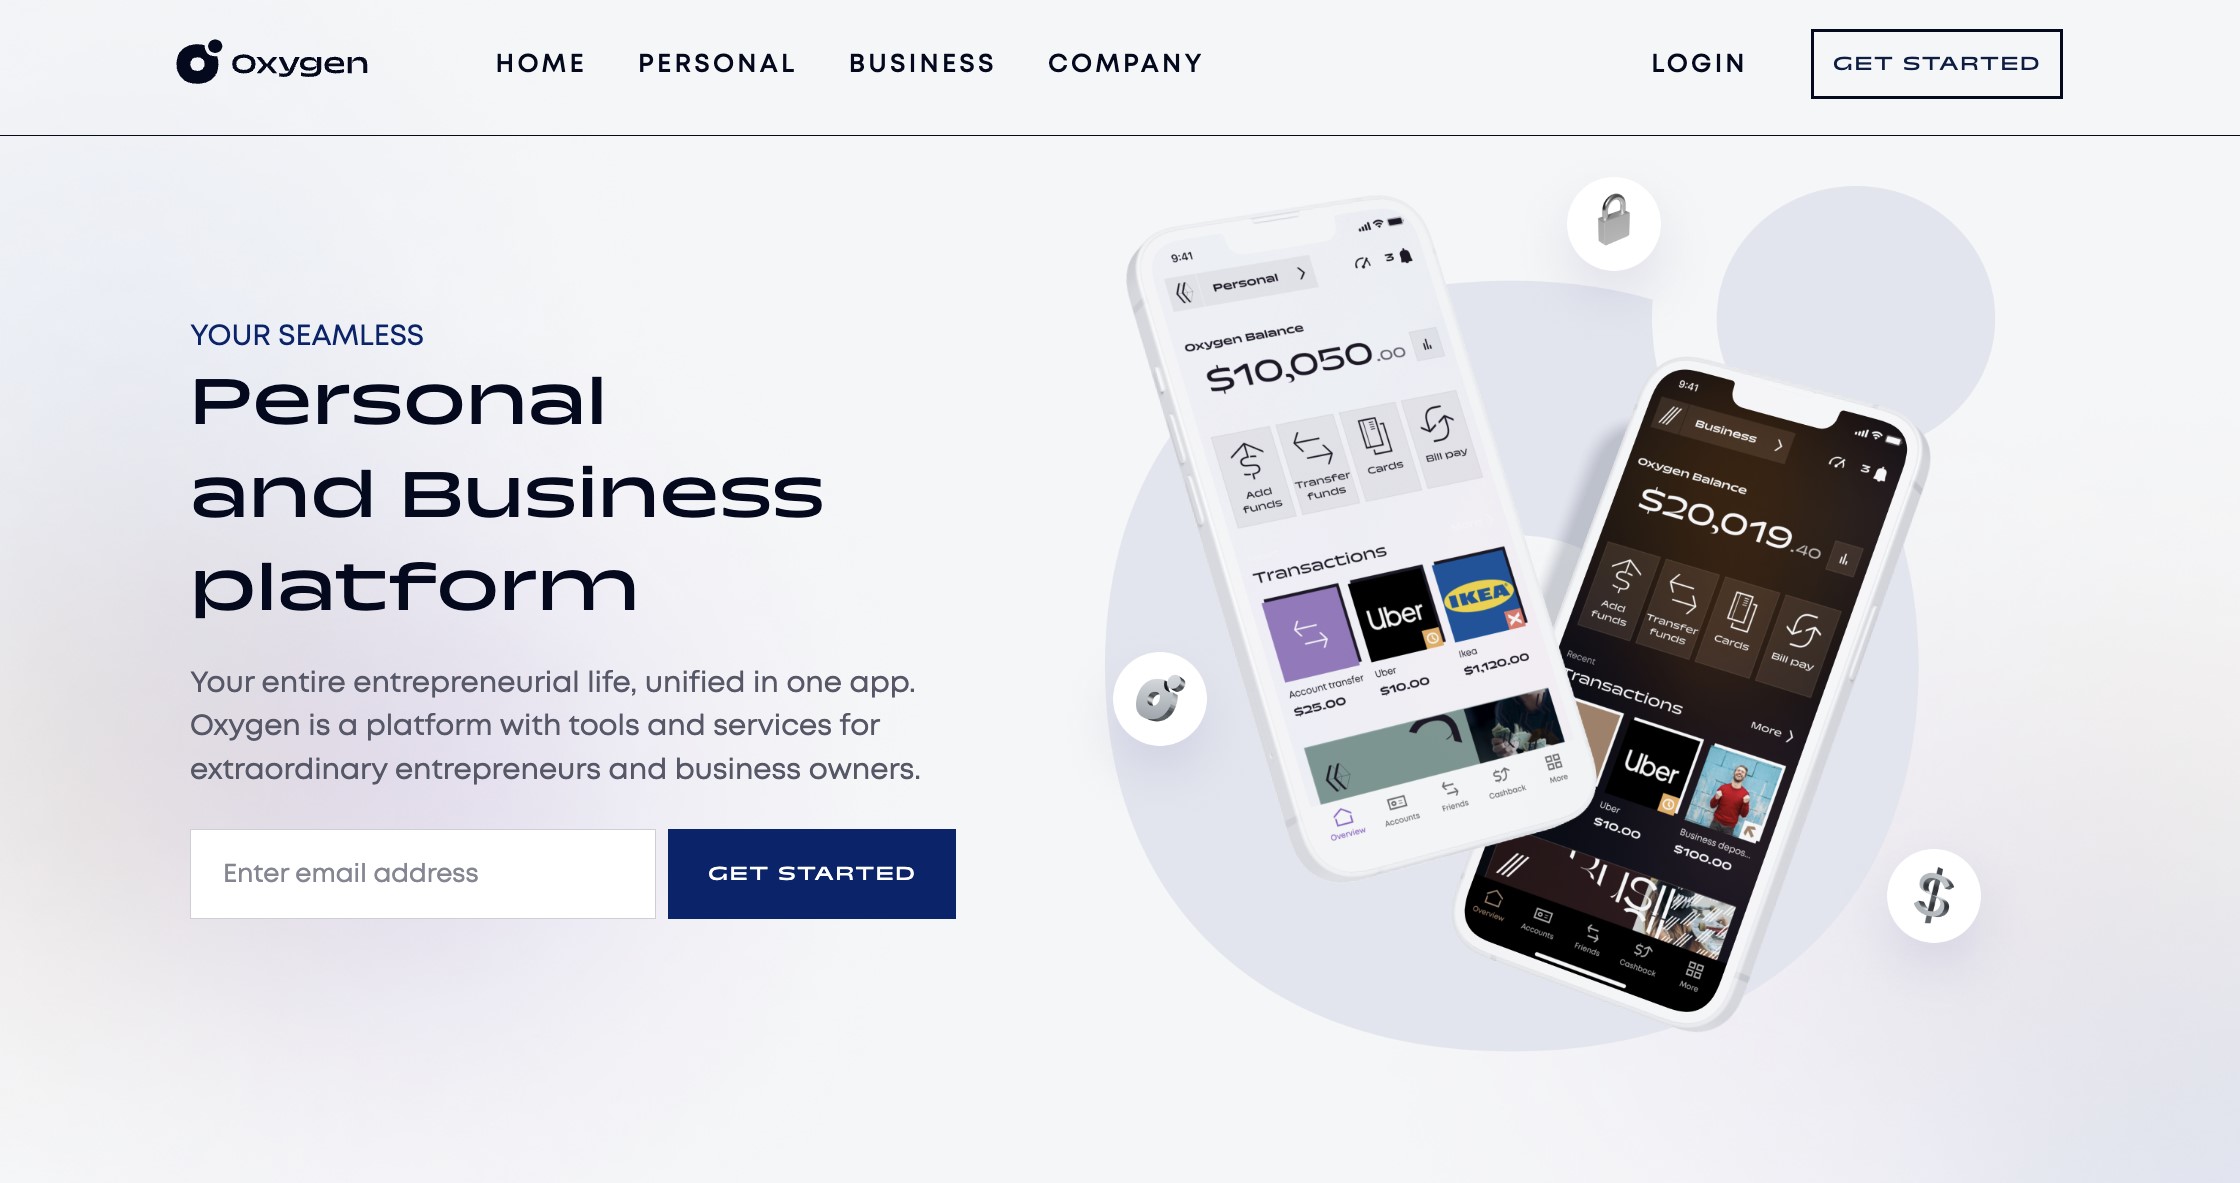 Oxygen
HOME
PERSONAL
BUSINESS
COMPANY
LOGIN
GET STARTED
YOUR SEAMLESS
Personal
and Business
platform
Your entire entrepreneurial life, unified in one app.
Oxygen is a platform with tools and services for
extraordinary entrepreneurs and business owners.
Enter email address
GET STARTED
9:41
Personal
3
Oxygen Balance
$10,050.00
Add
funds
Transfer
funds
Cards
Bill pay
Transactions
Uber
IKEA
Account transfer
$25.00
Uber
$10.00
Ikea
$1,120.00
Overview
Accounts
Friends
Cashback
More
9:41
Business
3
Oxygen Balance
$20,019.40
Add
funds
Transfer
funds
Cards
Bill pay
Recent
Transactions
More
Uber
Uber
$10.00
Business depos...
$100.00
Overview
Accounts
Friends
Cashback
More
$